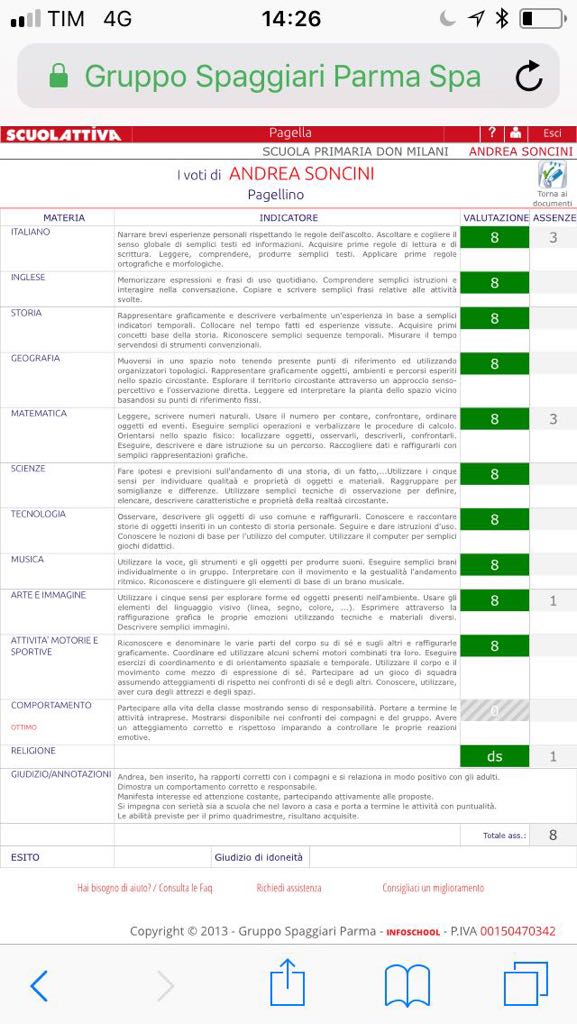 TIM 4G 14:26
Gruppo Spaggiari Parma Spa
SCUOLATTIVA Pagella ? Esci
SCUOLA PRIMARIA DON MILANI ANDREA SONCINI
I voti di ANDREA SONCINI
Pagellino
Torna ai
documenti
MATERIA INDICATORE VALUTAZIONE ASSENZE
ITALIANO
Narrare brevi esperienze personali rispettando le regole dell'ascolto. Ascoltare e cogliere il
senso globale di semplici testi ed informazioni. Acquisire prime regole di lettura e di
scrittura. Leggere, comprendere, produrre semplici testi. Applicare prime regole
ortografiche e morfologiche.
8 3
INGLESE
Memorizzare espressioni e frasi di uso quotidiano. Comprendere semplici istruzioni e
interagire nella conversazione. Copiare e scrivere semplici frasi relative alle attività
svolte.
8
STORIA
Rappresentare graficamente e descrivere verbalmente un'esperienza in base a semplici
indicatori temporali. Collocare nel tempo fatti ed esperienze vissute. Acquisire primi
concetti base della storia. Riconoscere semplici sequenze temporali. Misurare il tempo
servendosi di strumenti convenzionali.
8
GEOGRAFIA
Muoversi in uno spazio noto tenendo presente punti di riferimento ed utilizzando
organizzatori topologici. Rappresentare graficamente oggetti, ambienti e percorsi esperiti
nello spazio circostante. Esplorare il territorio circostante attraverso un approccio senso-
percettivo e l'osservazione diretta. Leggere ed interpretare la pianta dello spazio vicino
basandosi su punti di riferimento fissi.
8
MATEMATICA
Leggere, scrivere numeri naturali. Usare il numero per contare, confrontare, ordinare
oggetti ed eventi. Eseguire semplici operazioni e verbalizzare le procedure di calcolo.
Orientarsi nello spazio fisico: localizzare oggetti, osservarli, descriverli, confrontarli.
Eseguire, descrivere e dare istruzione su un percorso. Raccogliere dati e raffigurarli con
semplici rappresentazioni grafiche.
8 3
SCIENZE
Fare ipotesi e previsioni sull'andamento di una storia, di un fatto,...Utilizzare i cinque
sensi per individuare qualità e proprietà di oggetti e materiali. Raggruppare per
somiglianze e differenze. Utilizzare semplici tecniche di osservazione per definire,
elencare, descrivere caratteristiche e proprietà della realtaà circostante.
8
TECNOLOGIA
Osservare, descrivere gli oggetti di uso comune e raffigurarli. Conoscere e raccontare
storie di oggetti inseriti in un contesto di storia personale. Seguire e dare istruzioni d'uso.
Conoscere le nozioni di base per l'utilizzo del computer. Utilizzare il computer per semplici
giochi didattici.
8
MUSICA
Utilizzare la voce, gli strumenti e gli oggetti per produrre suoni. Eseguire semplici brani
individualmente o in gruppo. Interpretare con il movimento e la gestualità l'andamento
ritmico. Riconoscere e distinguere gli elementi di base di un brano musicale.
8
ARTE E IMMAGINE
Utilizzare i cinque sensi per esplorare forme ed oggetti presenti nell'ambiente. Usare gli
elementi del linguaggio visivo (linea, segno, colore, ...). Esprimere attraverso la
raffigurazione grafica le proprie emozioni utilizzando tecniche e materiali diversi.
Descrivere semplici immagini.
8 1
ATTIVITA' MOTORIE E
SPORTIVE
Riconoscere e denominare le varie parti del corpo su di sé e sugli altri e raffigurarle
graficamente. Coordinare ed utilizzare alcuni schemi motori combinati tra loro. Eseguire
esercizi di coordinamento e di orientamento spaziale e temporale. Utilizzare il corpo e il
movimento come mezzo di espressione di sé. Partecipare ad un gioco di squadra
assumendo atteggiamenti di rispetto nei confronti di sé e degli altri. Conoscere, utilizzare,
aver cura degli attrezzi e degli spazi.
8
COMPORTAMENTO
OTTIMO
Partecipare alla vita della classe mostrando senso di responsabilità. Portare a termine le
attività intraprese. Mostrarsi disponibile nei confronti dei compagni e del gruppo. Avere
un atteggiamento corretto e rispettoso imparando a controllare le proprie reazioni
emotive.
0
RELIGIONE ds 1
GIUDIZIO/ANNOTAZIONI
Andrea, ben inserito, ha rapporti corretti con i compagni e si relaziona in modo positivo con gli adulti.
Dimostra un comportamento corretto e responsabile.
Manifesta interesse ed attenzione costante, partecipando attivamente alle proposte.
Si impegna con serietà sia a scuola che nel lavoro a casa e porta a termine le attività con puntualità.
Le abilità previste per il primo quadrimestre, risultano acquisite.
Totale ass.: 8
ESITO Giudizio di idoneità
Hai bisogno di aiuto? / Consulta le Faq Richiedi assistenza Consigliaci un miglioramento
Copyright © 2013 - Gruppo Spaggiari Parma - INFOSCHOOL - P.IVA 00150470342